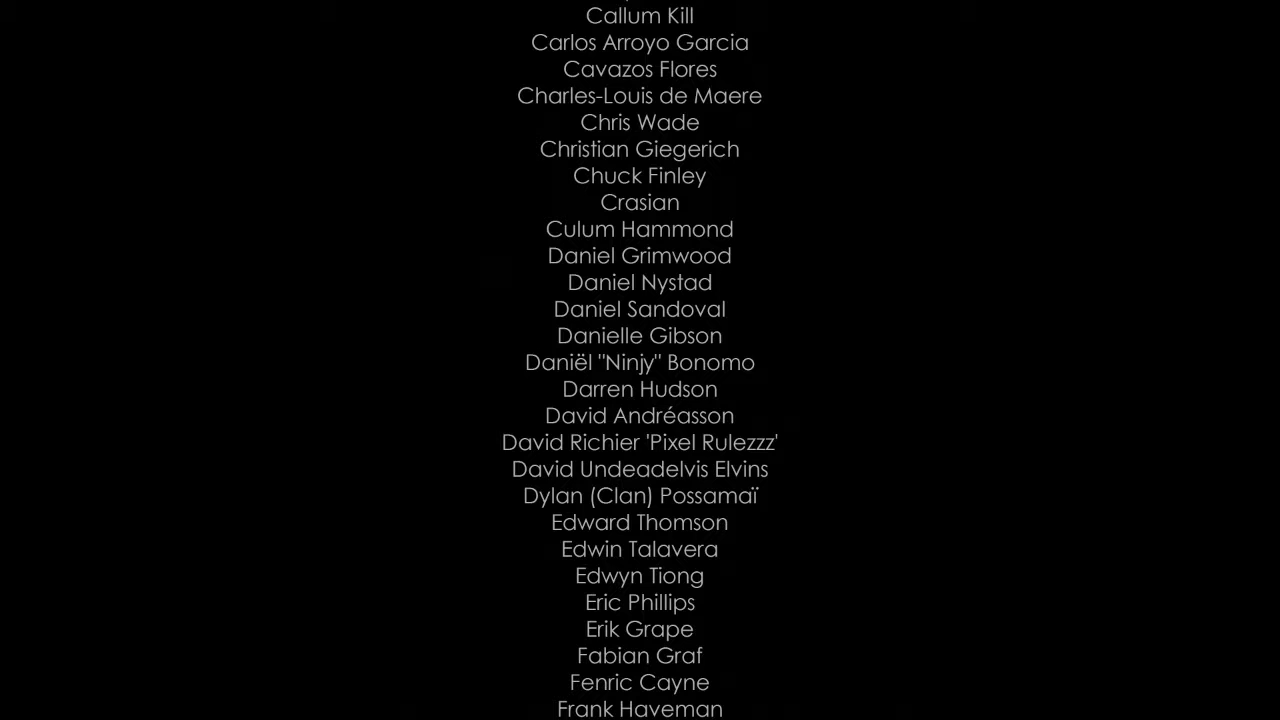 Callum Kill
Carlos Arroyo Garcia
Cavazos Flores
Charles-Louis de Maere
Chris Wade
Christian Giegerich
Chuck Finley
Crasian
Culum Hammond
Daniel Grimwood
Daniel Nystad
Daniel Sandoval
Danielle Gibson
Daniël "Ninjy" Bonomo
Darren Hudson
David Andréasson
David Richier 'Pixel Rulezzz'
David Undeadelvis Elvins
Dylan (Clan) Possamaï
Edward Thomson
Edwin Talavera
Edwyn Tiong
Eric Phillips
Erik Grape
Fabian Graf
Fenric Cayne
Frank Haveman